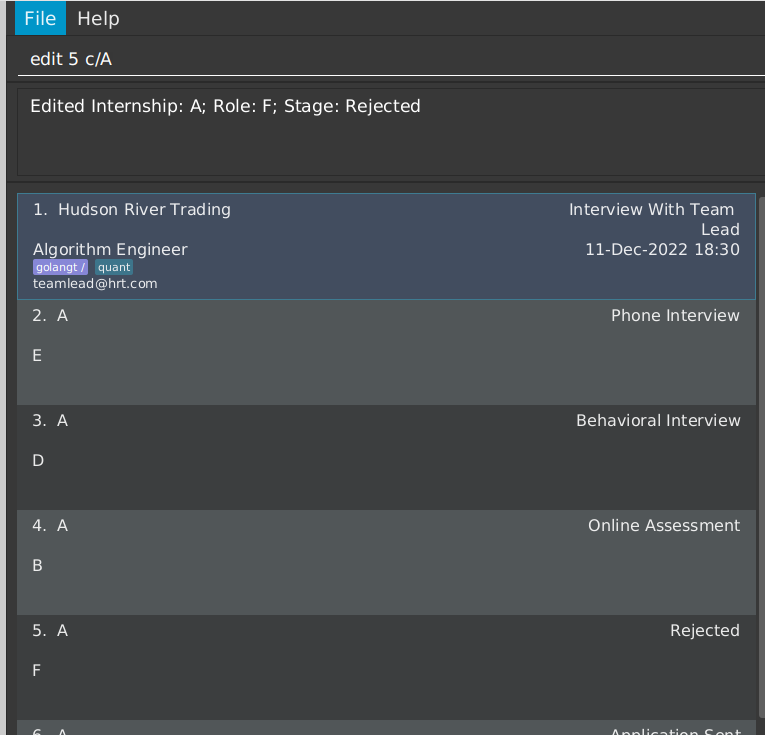 File Help
edit 5 c/A
Edited Internship: A; Role: F; Stage: Rejected
1. Hudson River Trading
Interview With Team
Lead
Algorithm Engineer
11-Dec-2022 18:30
golangt / quant
teamlead@hrt.com
2. A
Phone Interview
E
3. A
Behavioral Interview
D
4. A
Online Assessment
B
5. A
Rejected
F
6. A
Application Sent